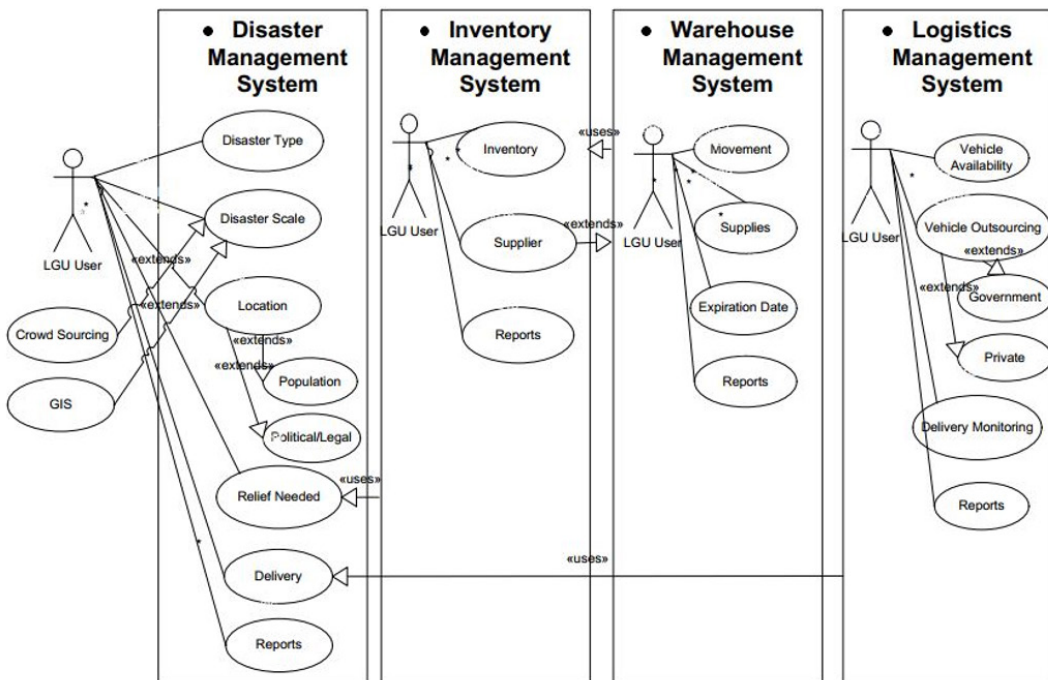 • Disaster
Management
System
Disaster Type
Disaster Scale
LGU User
«extends»
«extends»
Location
Crowd Sourcing
«extends»
«extends»
GIS
Population
Political/Legal
«uses»
Relief Needed
Delivery
Reports
• Inventory
Management
System
«uses»
Inventory
LGU User
Supplier
«extends»
Reports
• Warehouse
Management
System
Movement
LGU User
Supplies
Expiration Date
Reports
«uses»
• Logistics
Management
System
Vehicle
Availability
LGU User
Vehicle Outsourcing
«extends»
«extends»
Government
Private
Delivery Monitoring
Reports